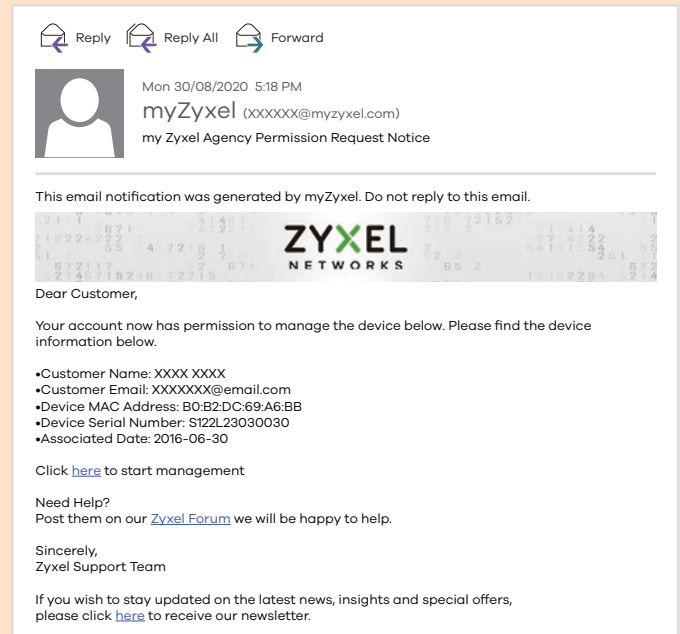 Reply Reply All Forward
Mon 30/08/2020 5:18 PM
myZyxel (XXXXXX@myzyxel.com)
my Zyxel Agency Permission Request Notice
This email notification was generated by myZyxel. Do not reply to this email.
ZYXEL
NETWORKS
Dear Customer,
Your account now has permission to manage the device below. Please find the device
information below.
•Customer Name: XXXX XXXX
•Customer Email: XXXXXXX@email.com
•Device MAC Address: B0:B2:DC:69:A6:BB
•Device Serial Number: S122L23030030
•Associated Date: 2016-06-30
Click here to start management
Need Help?
Post them on our Zyxel Forum we will be happy to help.
Sincerely,
Zyxel Support Team
If you wish to stay updated on the latest news, insights and special offers,
please click here to receive our newsletter.